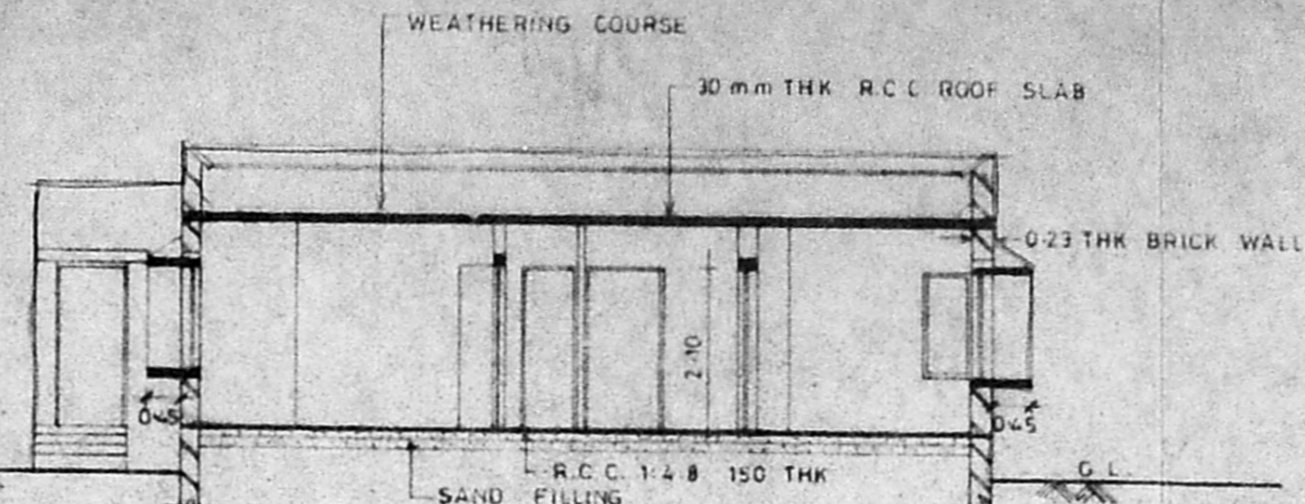 WEATHERING COURSE
30 mm THK R.C.C ROOF SLAB
0.23 THK BRICK WALL
2.10
0.45
0.45
R.C.C. 1:4:8 150 THK
G.L.
SAND FILLING